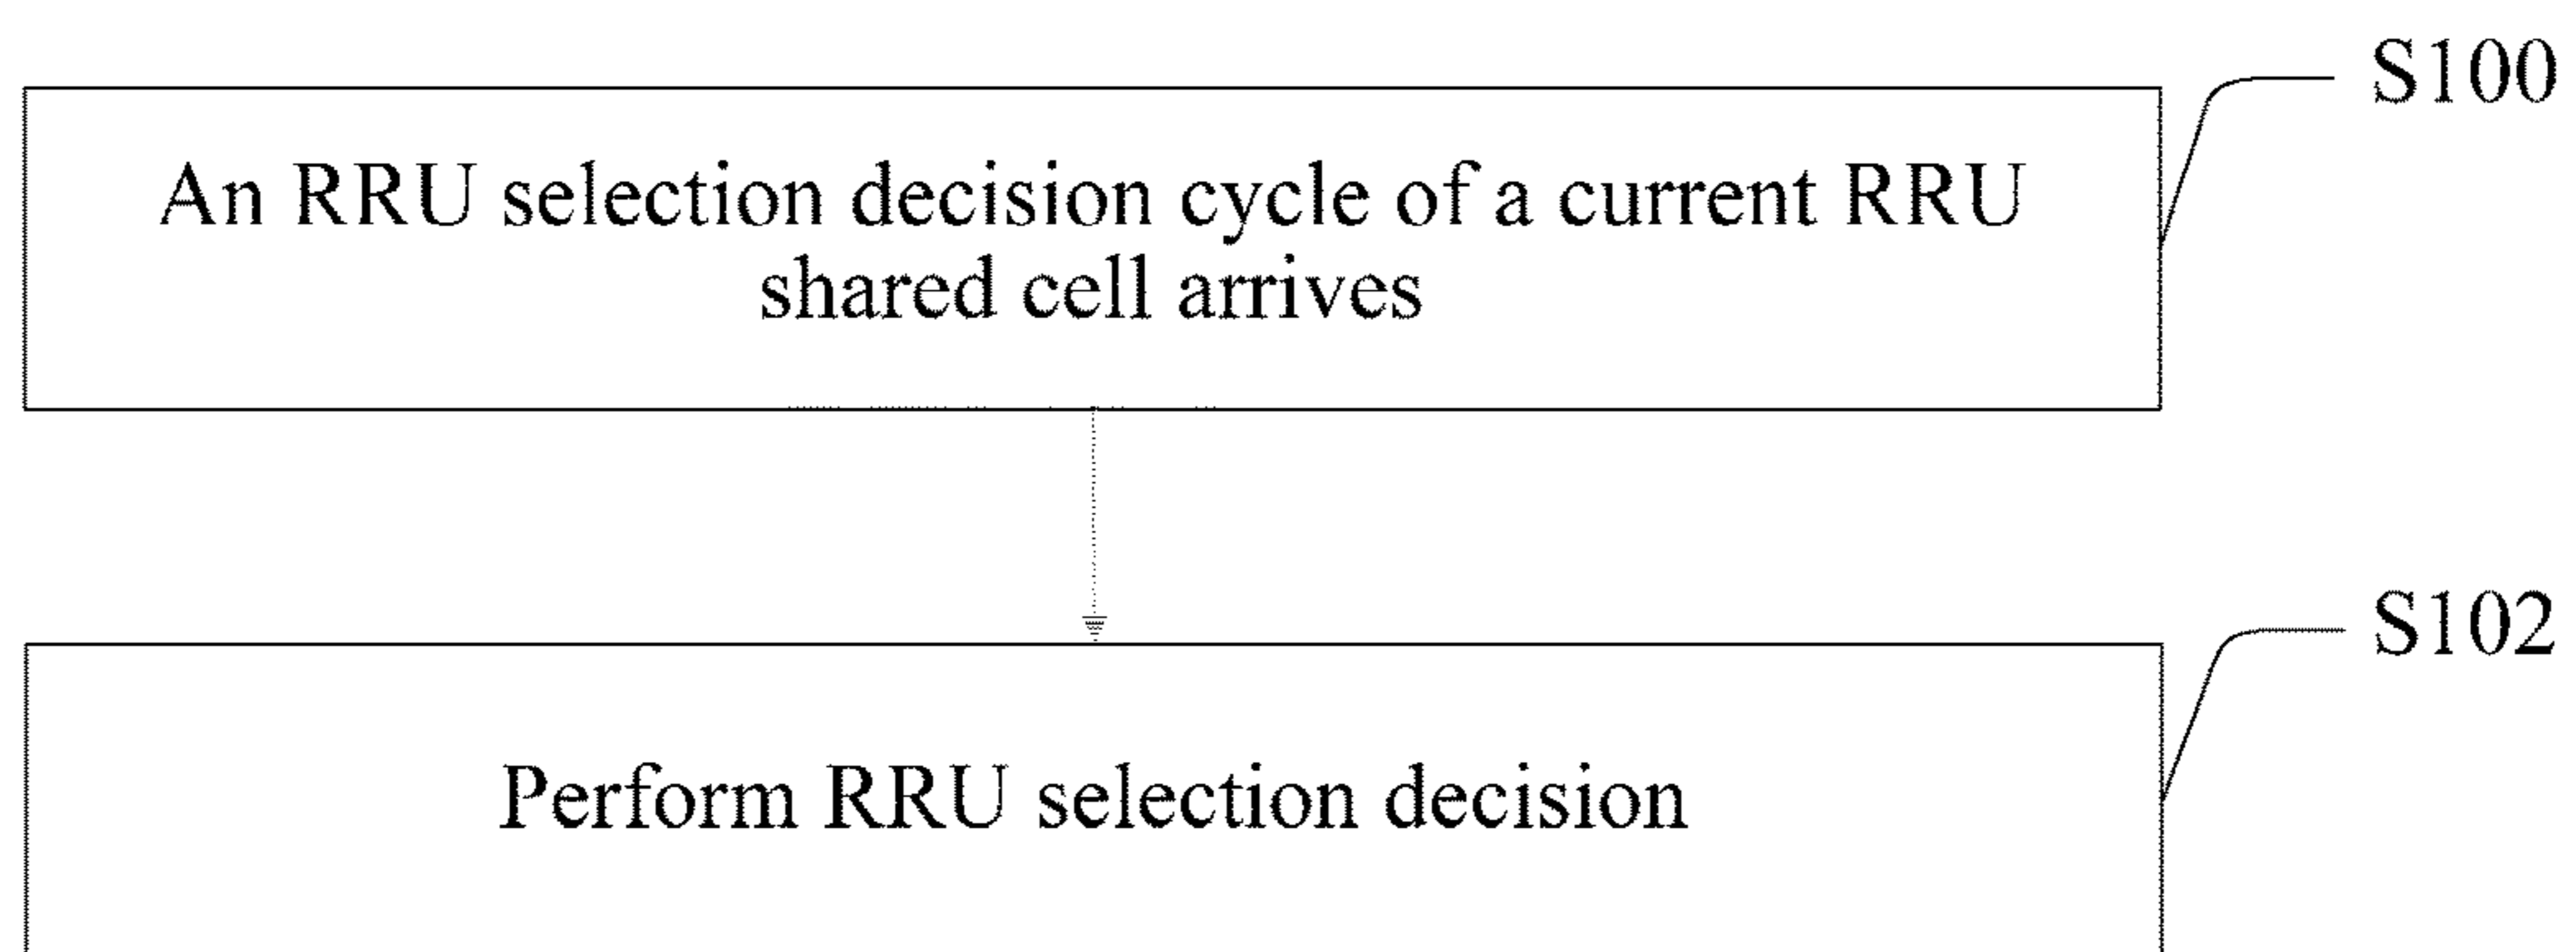 S100
An RRU selection decision cycle of a current RRU
shared cell arrives
S102
Perform RRU selection decision